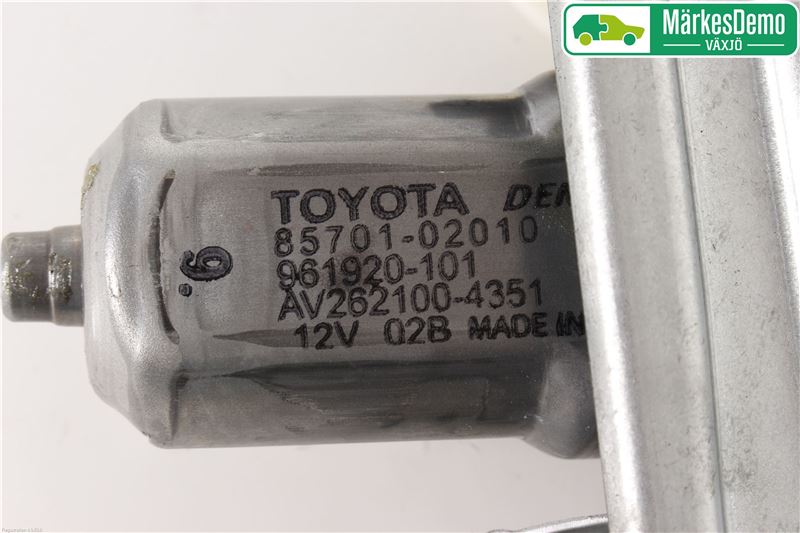 MärkesDemo
VÄXJÖ
TOYOTA DEN
85701-02010
961920-101
AV262100-4351
12V 02B MADE IN
6.